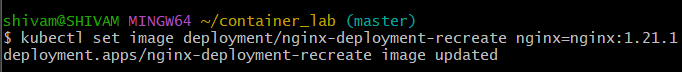 shivam@SHIVAM MINGW64 ~/container_lab (master)
$ kubectl set image deployment/nginx-deployment-recreate nginx=nginx:1.21.1
deployment.apps/nginx-deployment-recreate image updated